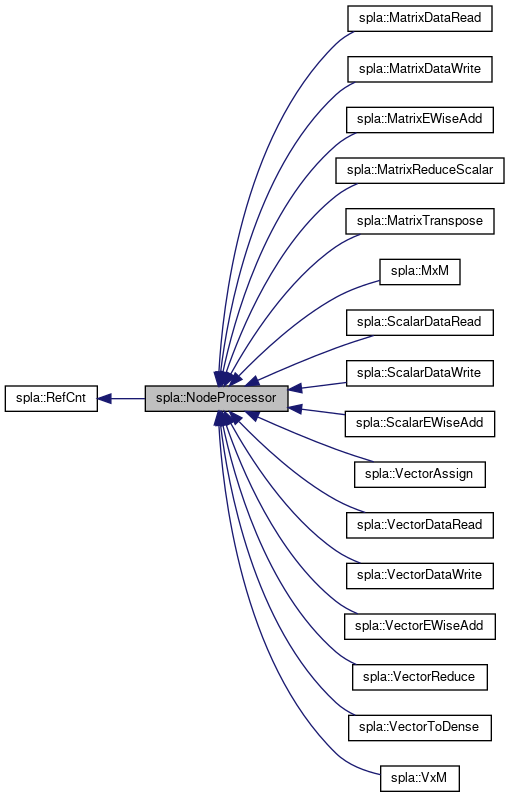 spla::MatrixDataRead
spla::MatrixDataWrite
spla::MatrixEWiseAdd
spla::MatrixReduceScalar
spla::MatrixTranspose
spla::MxM
spla::ScalarDataRead
spla::ScalarDataWrite
spla::RefCnt
spla::NodeProcessor
spla::ScalarEWiseAdd
spla::VectorAssign
spla::VectorDataRead
spla::VectorDataWrite
spla::VectorEWiseAdd
spla::VectorReduce
spla::VectorToDense
spla::VxM